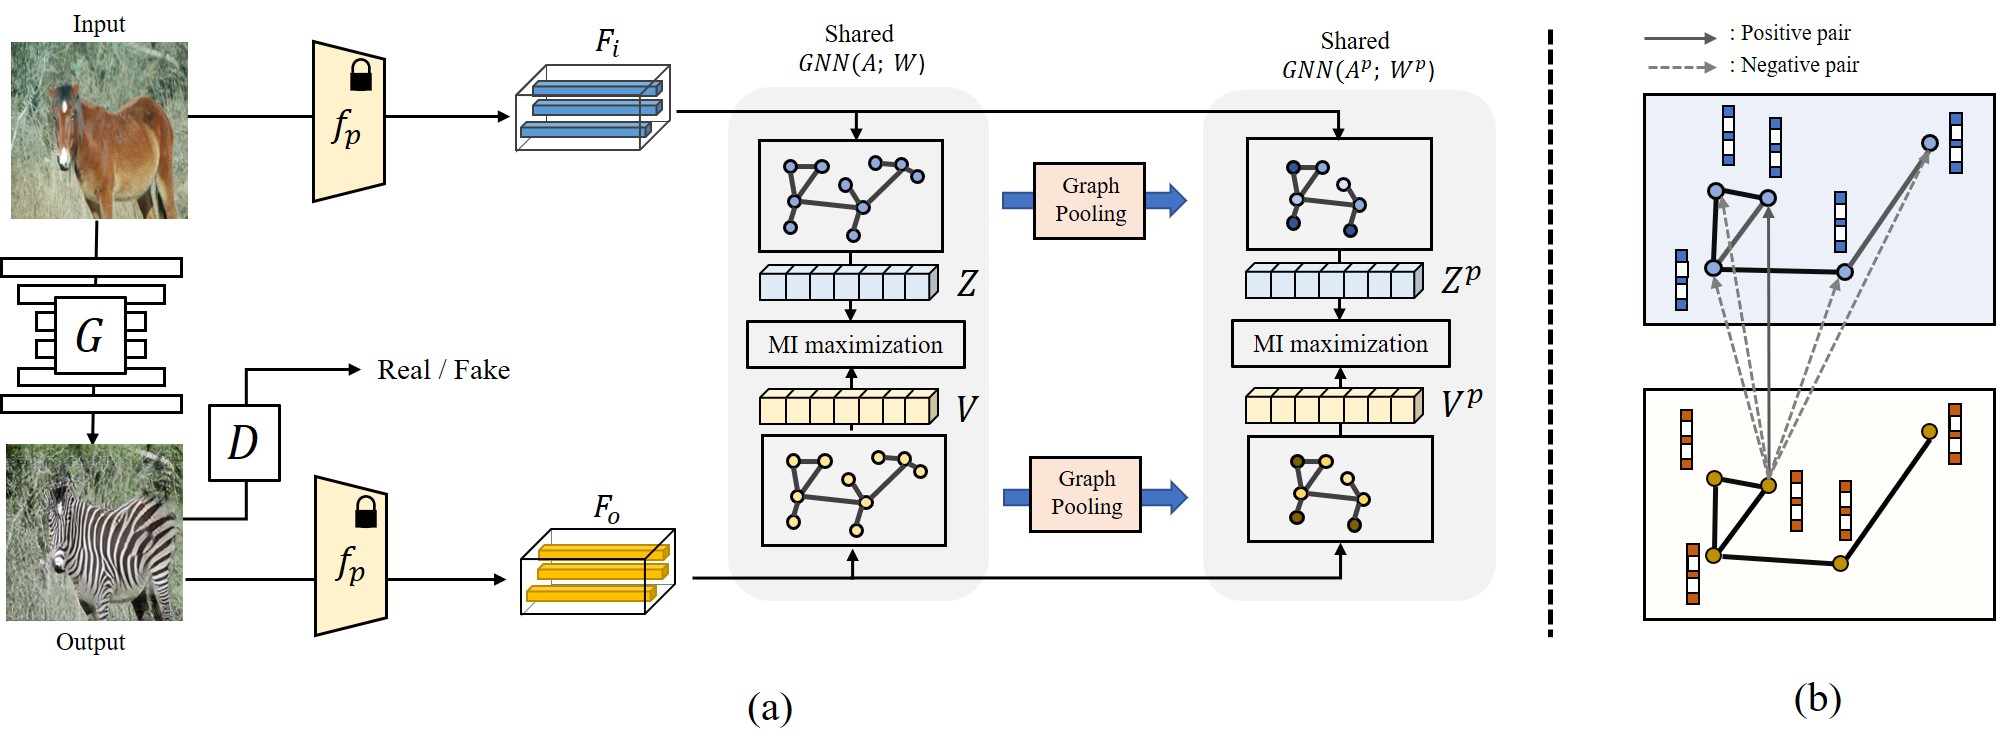 Input
f_p
F_i
Shared
GNN(A; W)
Shared
GNN(A^p; W^p)
: Positive pair
: Negative pair
Graph
Pooling
Z
Z^p
G
MI maximization
MI maximization
Real / Fake
D
V
V^p
Graph
Pooling
f_p
F_o
Output
(a)
(b)